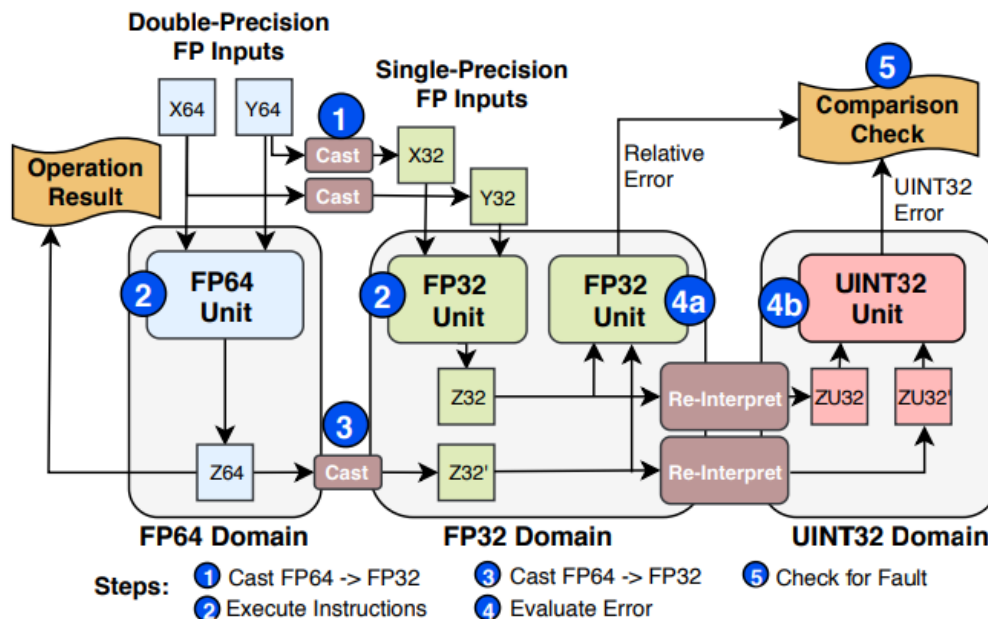 Double-Precision
FP Inputs
Single-Precision
FP Inputs
5
Comparison
Check
X64
Y64
1
Cast
X32
Operation
Result
Cast
Y32
Relative
Error
UINT32
Error
2
FP64
Unit
2
FP32
Unit
FP32
Unit
4a
4b
UINT32
Unit
Z32
Re-Interpret
ZU32
ZU32'
3
Z64
Cast
Z32'
Re-Interpret
FP64 Domain
FP32 Domain
UINT32 Domain
Steps:
1 Cast FP64 -> FP32
3 Cast FP64 -> FP32
5 Check for Fault
2 Execute Instructions
4 Evaluate Error